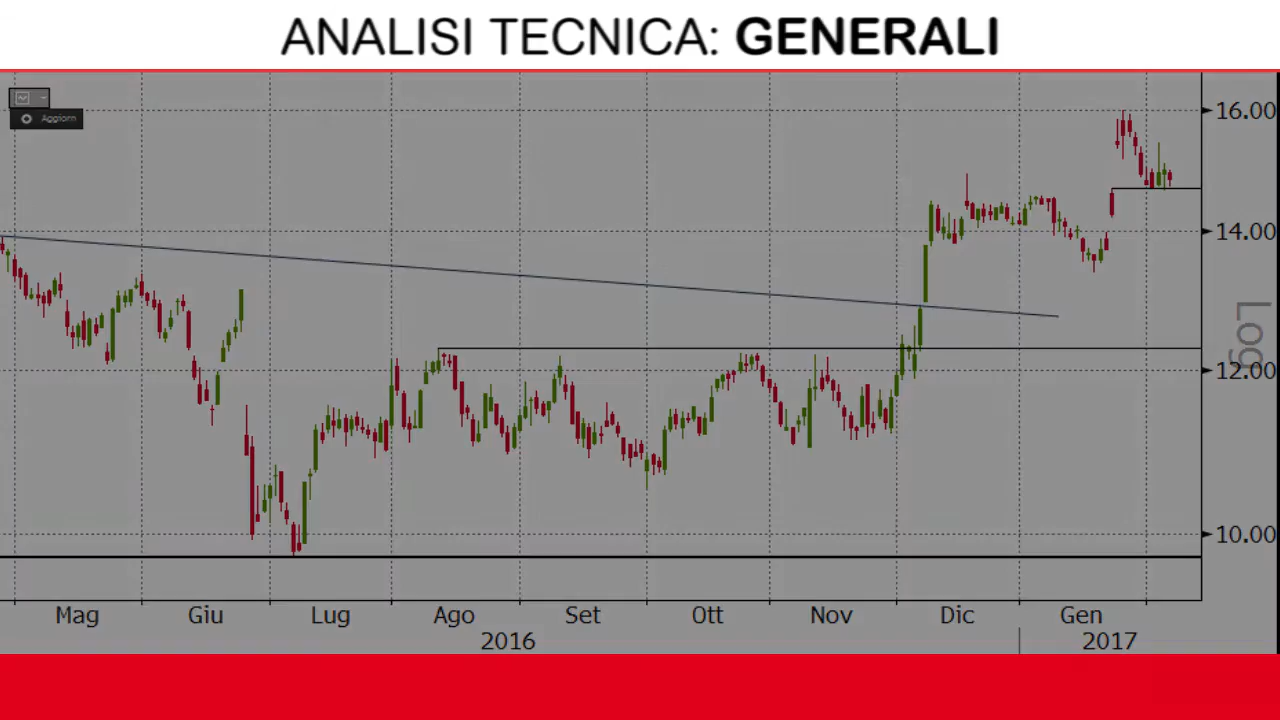 ANALISI TECNICA: GENERALI
Aggiorn
16.00
14.00
Log
12.00
10.00
Mag Giu Lug Ago Set Ott Nov Dic Gen
2016 2017